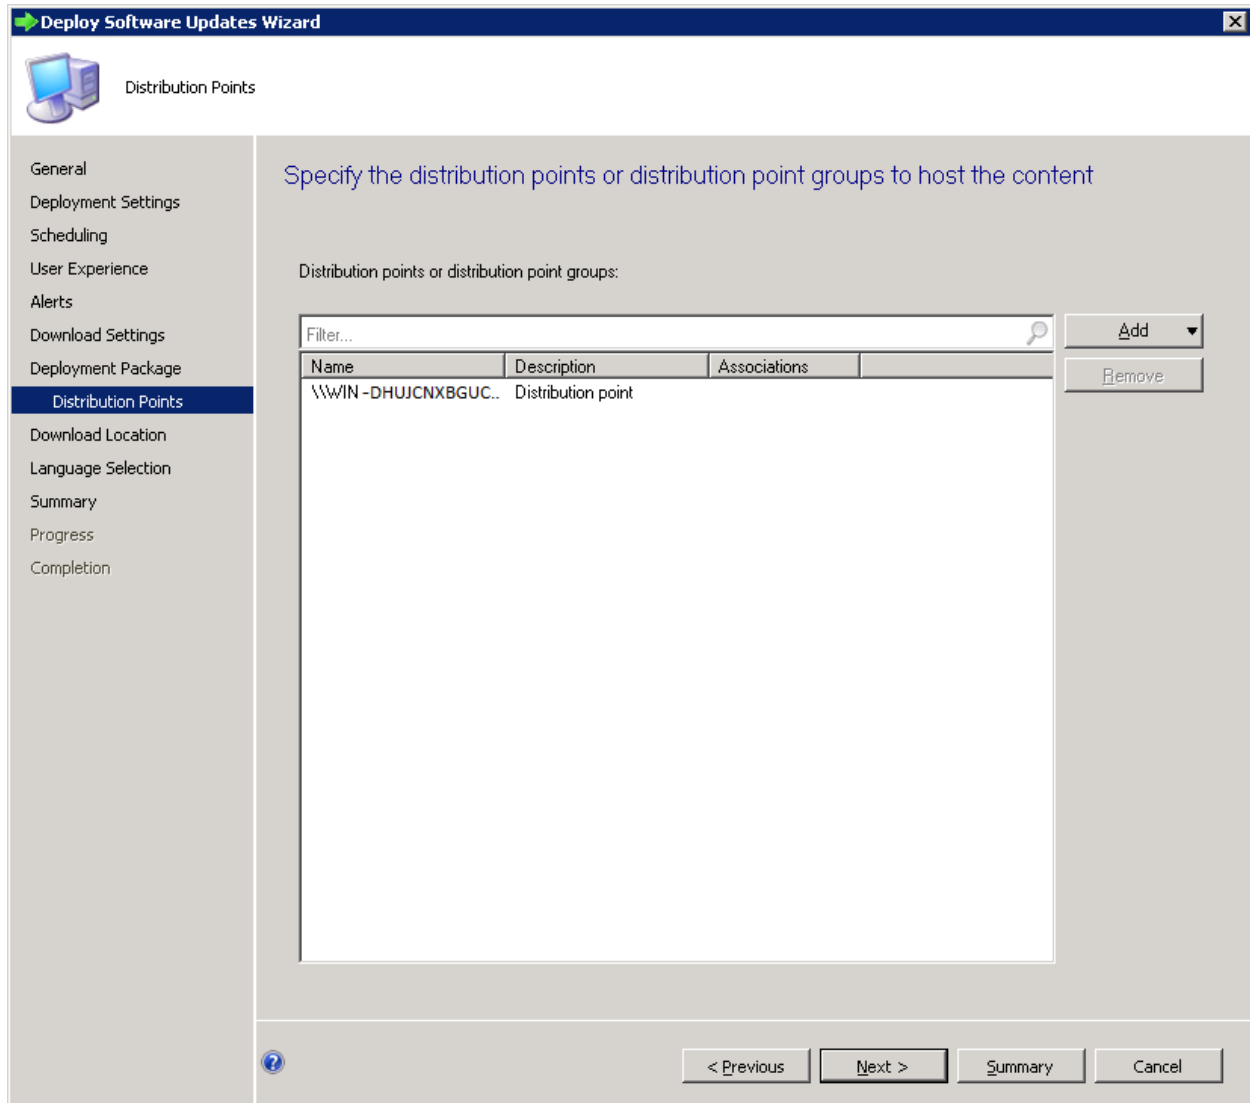 Deploy Software Updates Wizard
Distribution Points
General
Deployment Settings
Scheduling
User Experience
Alerts
Download Settings
Deployment Package
Distribution Points
Download Location
Language Selection
Summary
Progress
Completion
Specify the distribution points or distribution point groups to host the content
Distribution points or distribution point groups:
Filter...
Add
Remove
Name Description Associations
\\WIN-DHUJCNXBGUC.. Distribution point
< Previous Next > Summary Cancel